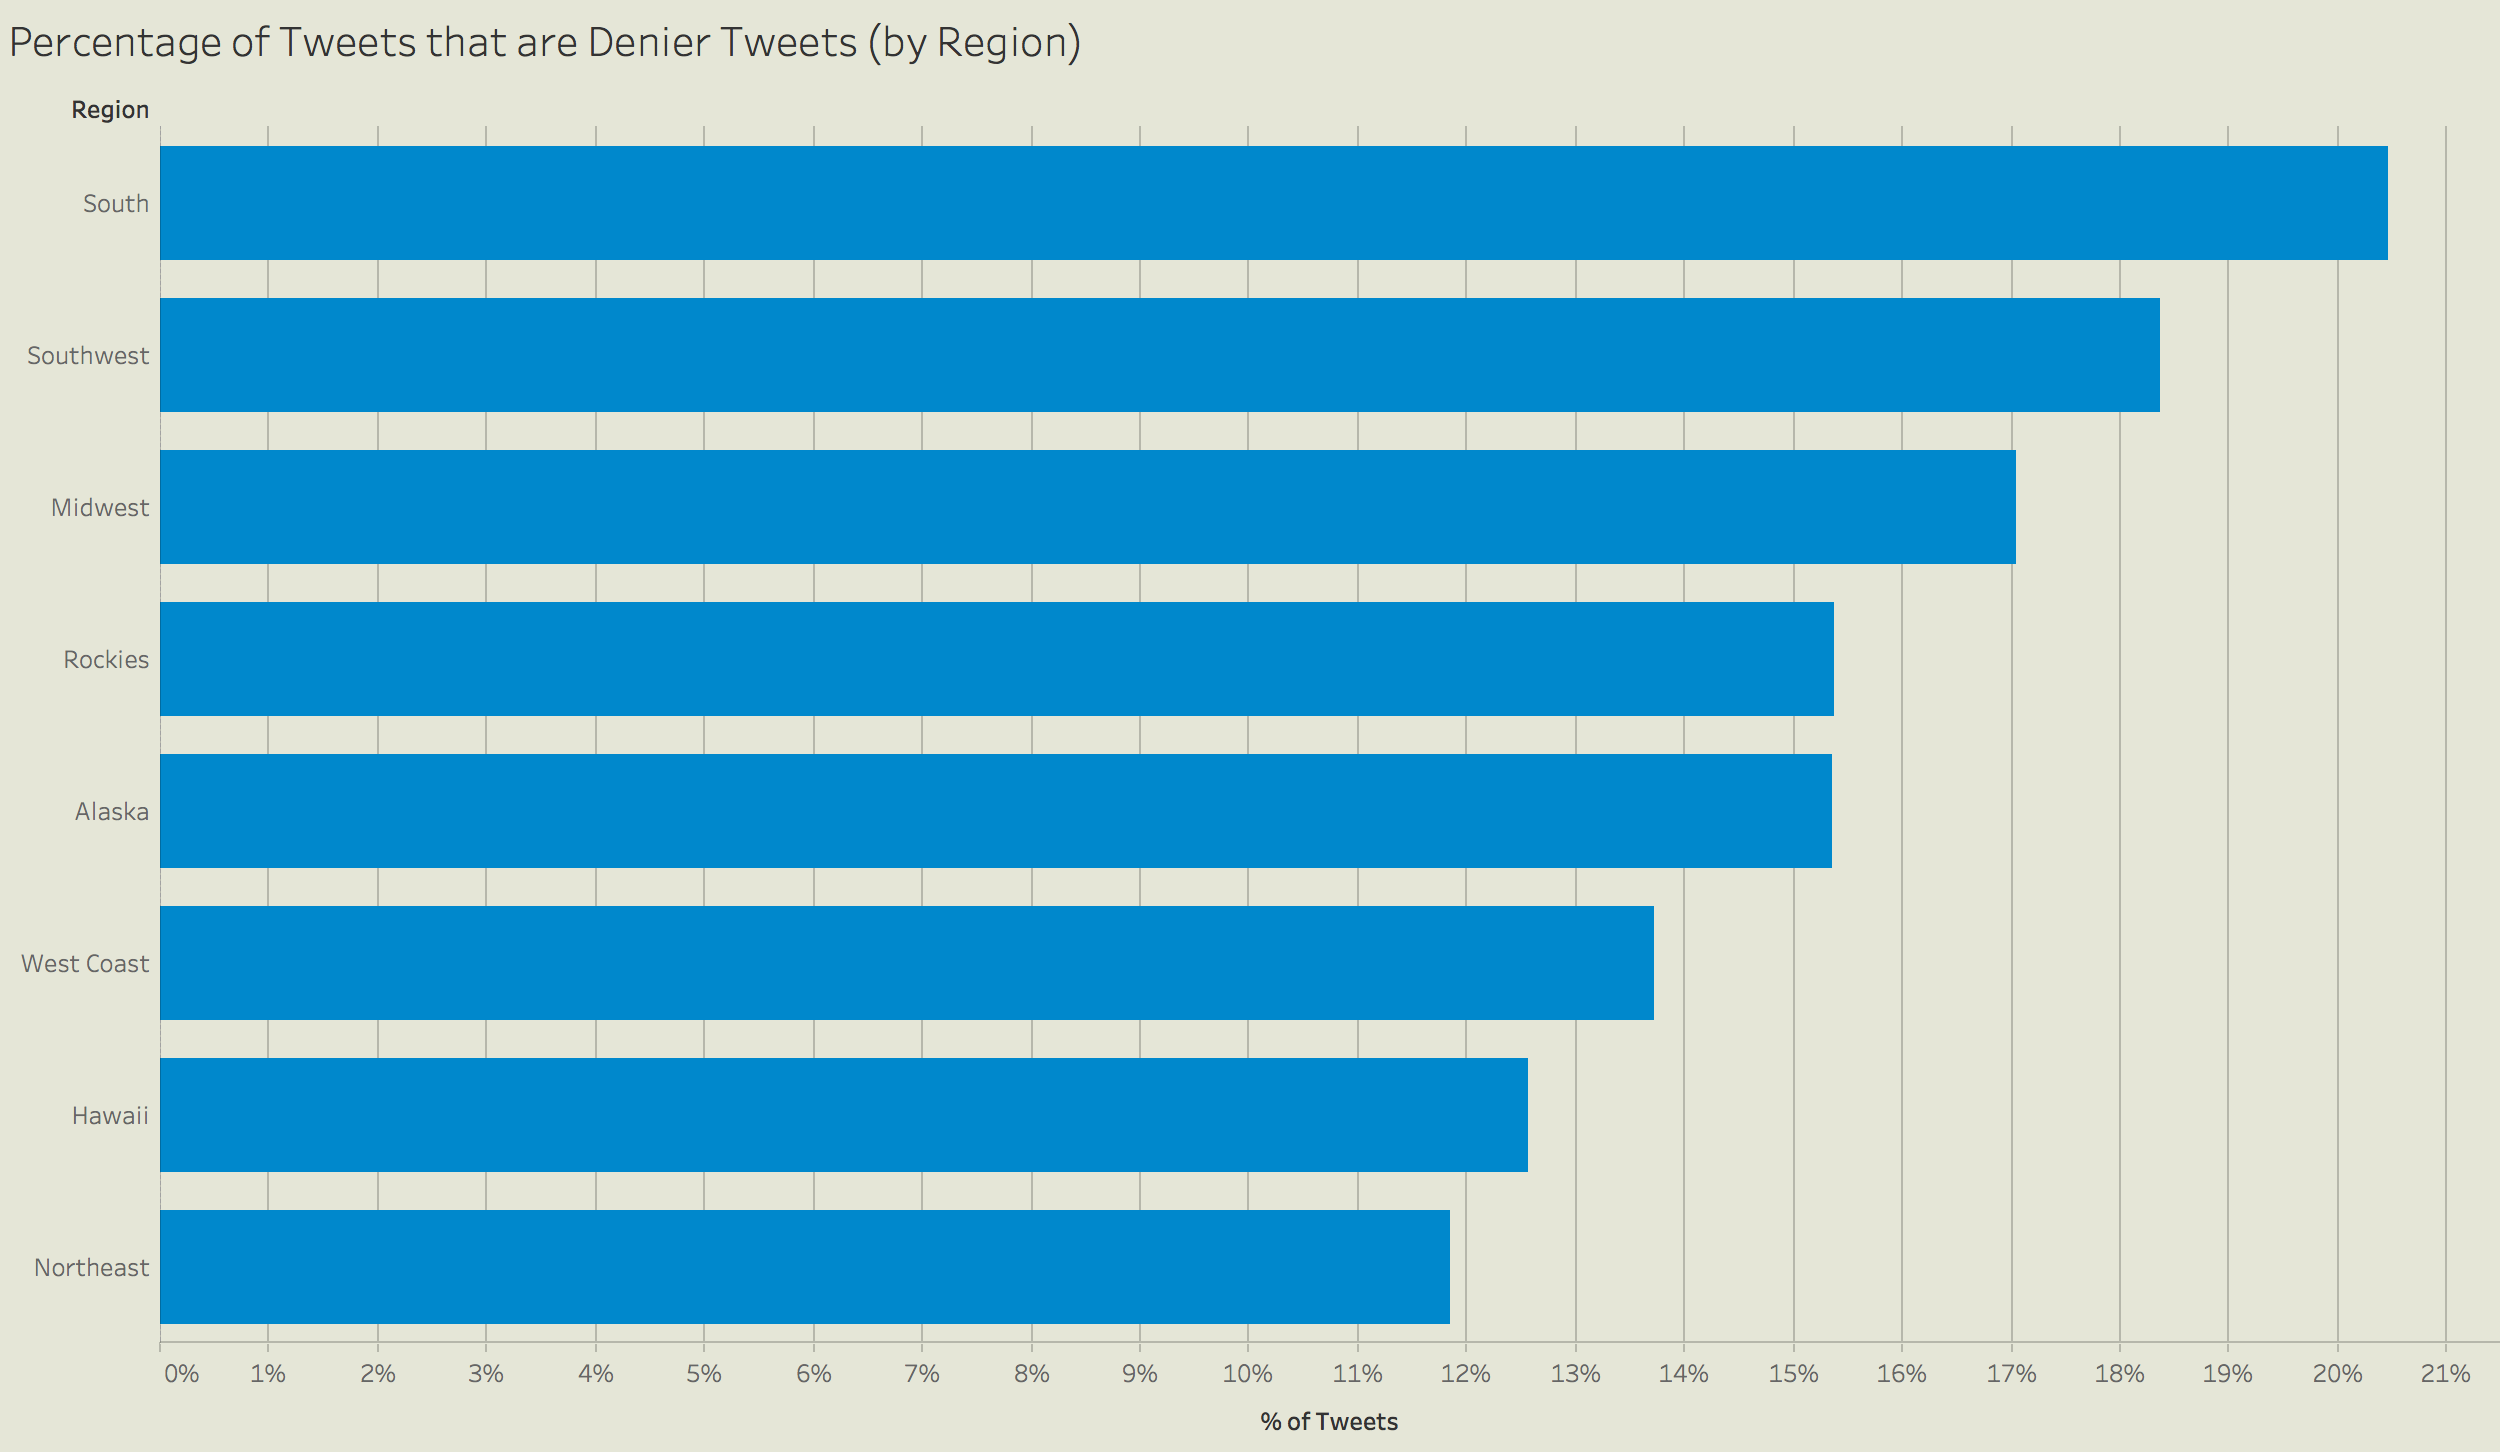 Percentage of Tweets that are Denier Tweets (by Region)
Region
South
Southwest
Midwest
Rockies
Alaska
West Coast
Hawaii
Northeast
0% 1% 2% 3% 4% 5% 6% 7% 8% 9% 10% 11% 12% 13% 14% 15% 16% 17% 18% 19% 20% 21%
% of Tweets